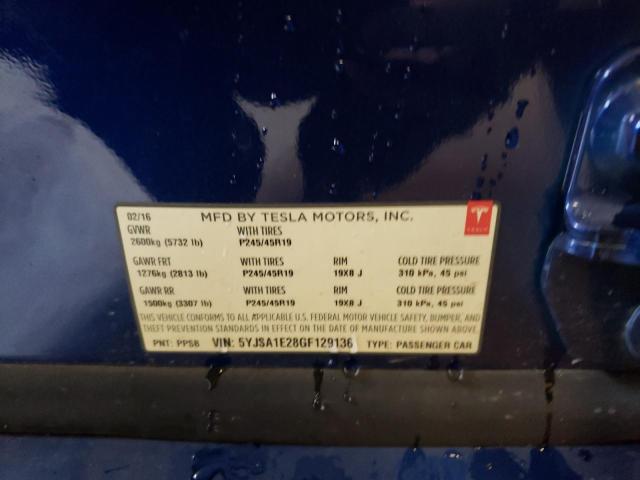 02/16 MFD BY TESLA MOTORS, INC.
GVWR WITH TIRES
2600kg (5732 lb) P245/45R19
GAWR FRT WITH TIRES RIM COLD TIRE PRESSURE
1276kg (2813 lb) P245/45R19 19X8 J 310 kPa, 45 psi
GAWR RR WITH TIRES RIM COLD TIRE PRESSURE
1500kg (3307 lb) P245/45R19 19X8 J 310 kPa, 45 psi
THIS VEHICLE CONFORMS TO ALL APPLICABLE U.S. FEDERAL MOTOR VEHICLE SAFETY, BUMPER, AND
THEFT PREVENTION STANDARDS IN EFFECT ON THE DATE OF MANUFACTURE SHOWN ABOVE.
PNT: PPSB VIN: 5YJSA1E28GF129136 TYPE: PASSENGER CAR
TESLA